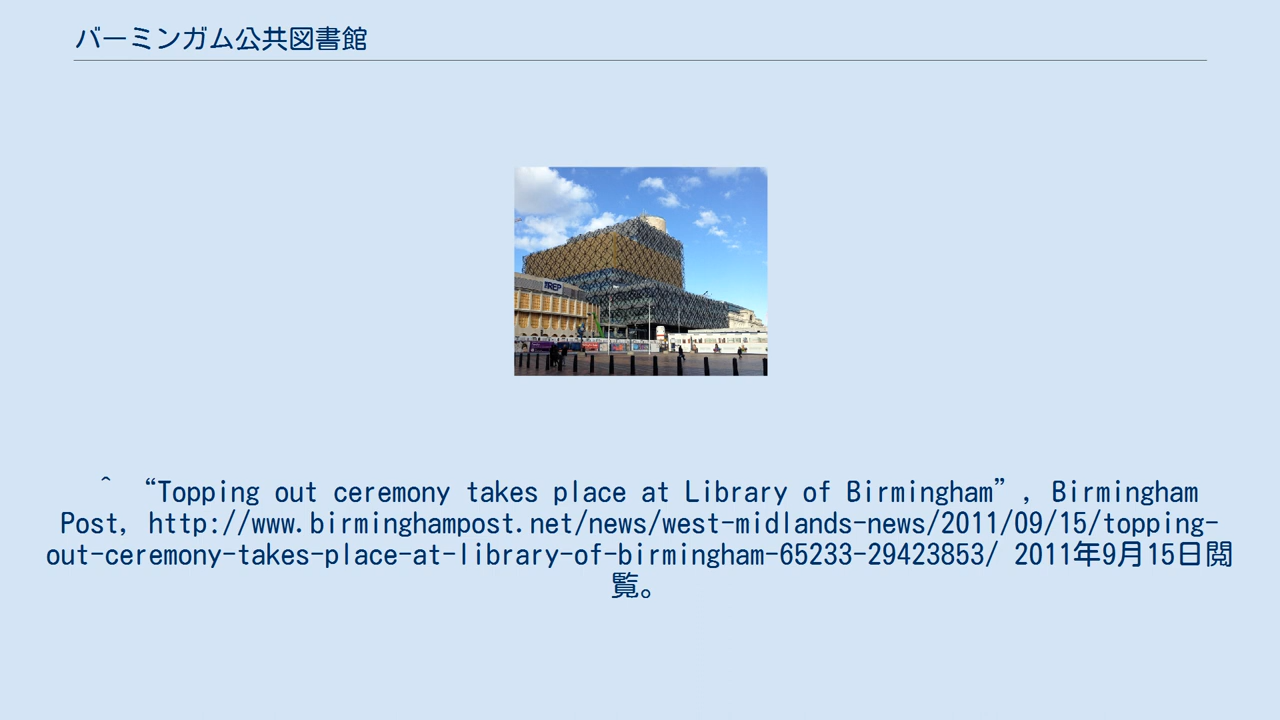 バーミンガム公共図書館
REP
^ “Topping out ceremony takes place at Library of Birmingham”, Birmingham
Post, http://www.birminghampost.net/news/west-midlands-news/2011/09/15/topping-
out-ceremony-takes-place-at-library-of-birmingham-65233-29423853/ 2011年9月15日閲
覧。